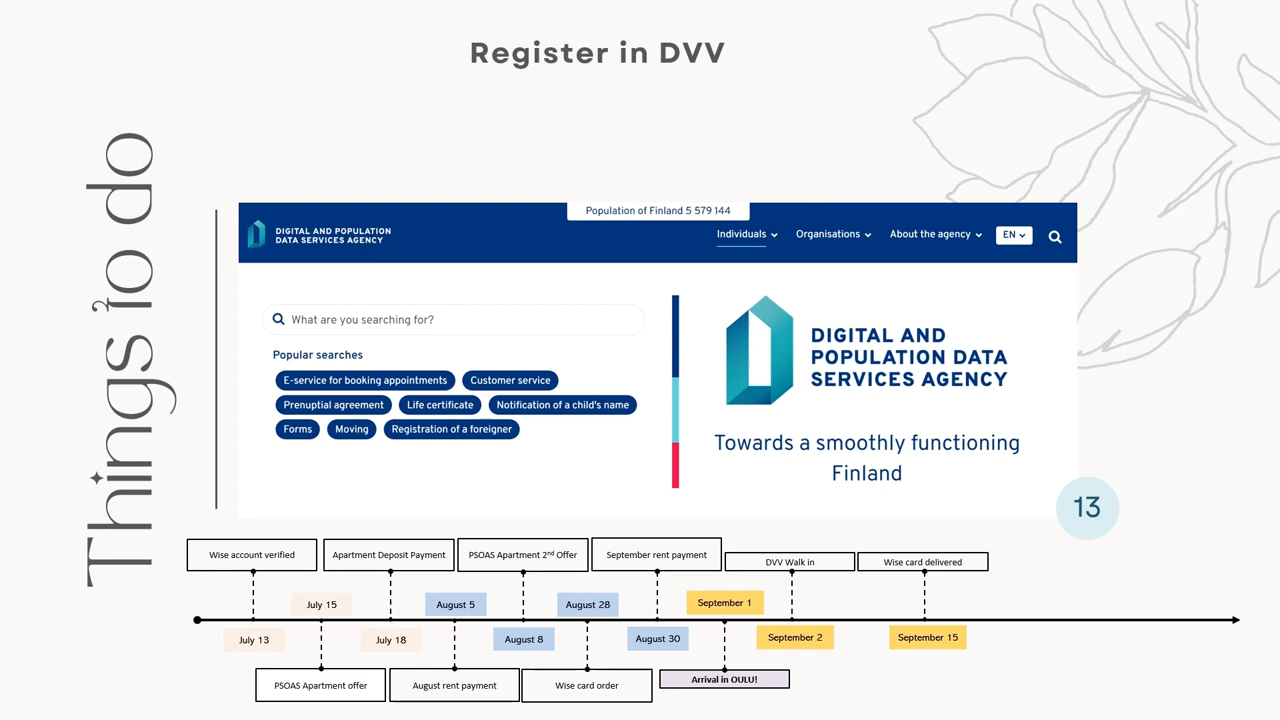 Register in DVV
Things to do
Population of Finland 5 579 144
DIGITAL AND POPULATION
DATA SERVICES AGENCY
Individuals
Organisations
About the agency
EN
What are you searching for?
Popular searches
E-service for booking appointments
Customer service
Prenuptial agreement
Life certificate
Notification of a child's name
Forms
Moving
Registration of a foreigner
DIGITAL AND
POPULATION DATA
SERVICES AGENCY
Towards a smoothly functioning
Finland
13
Wise account verified
Apartment Deposit Payment
PSOAS Apartment 2nd Offer
September rent payment
DVV Walk in
Wise card delivered
July 15
August 5
August 28
September 1
July 13
July 18
August 8
August 30
September 2
September 15
PSOAS Apartment offer
August rent payment
Wise card order
Arrival in OULU!